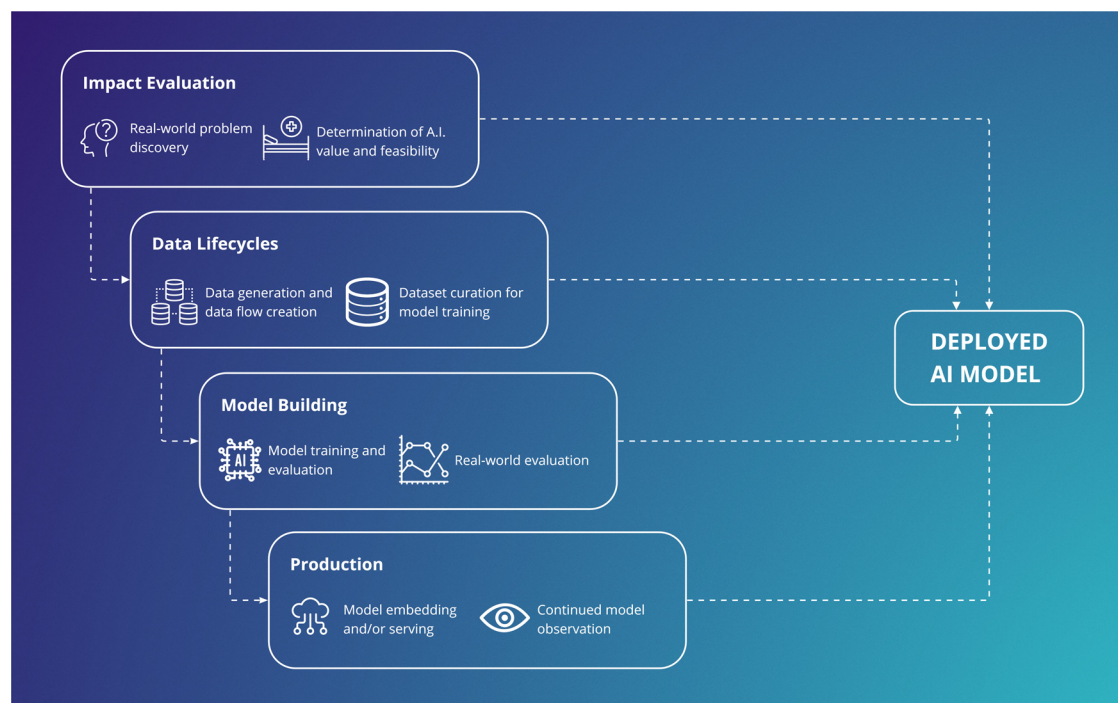 Impact Evaluation
Real-world problem
discovery
Determination of A.I.
value and feasibility
Data Lifecycles
Data generation and
data flow creation
Dataset curation for
model training
DEPLOYED
AI MODEL
Model Building
AI
Model training and
evaluation
Real-world evaluation
Production
Model embedding
and/or serving
Continued model
observation